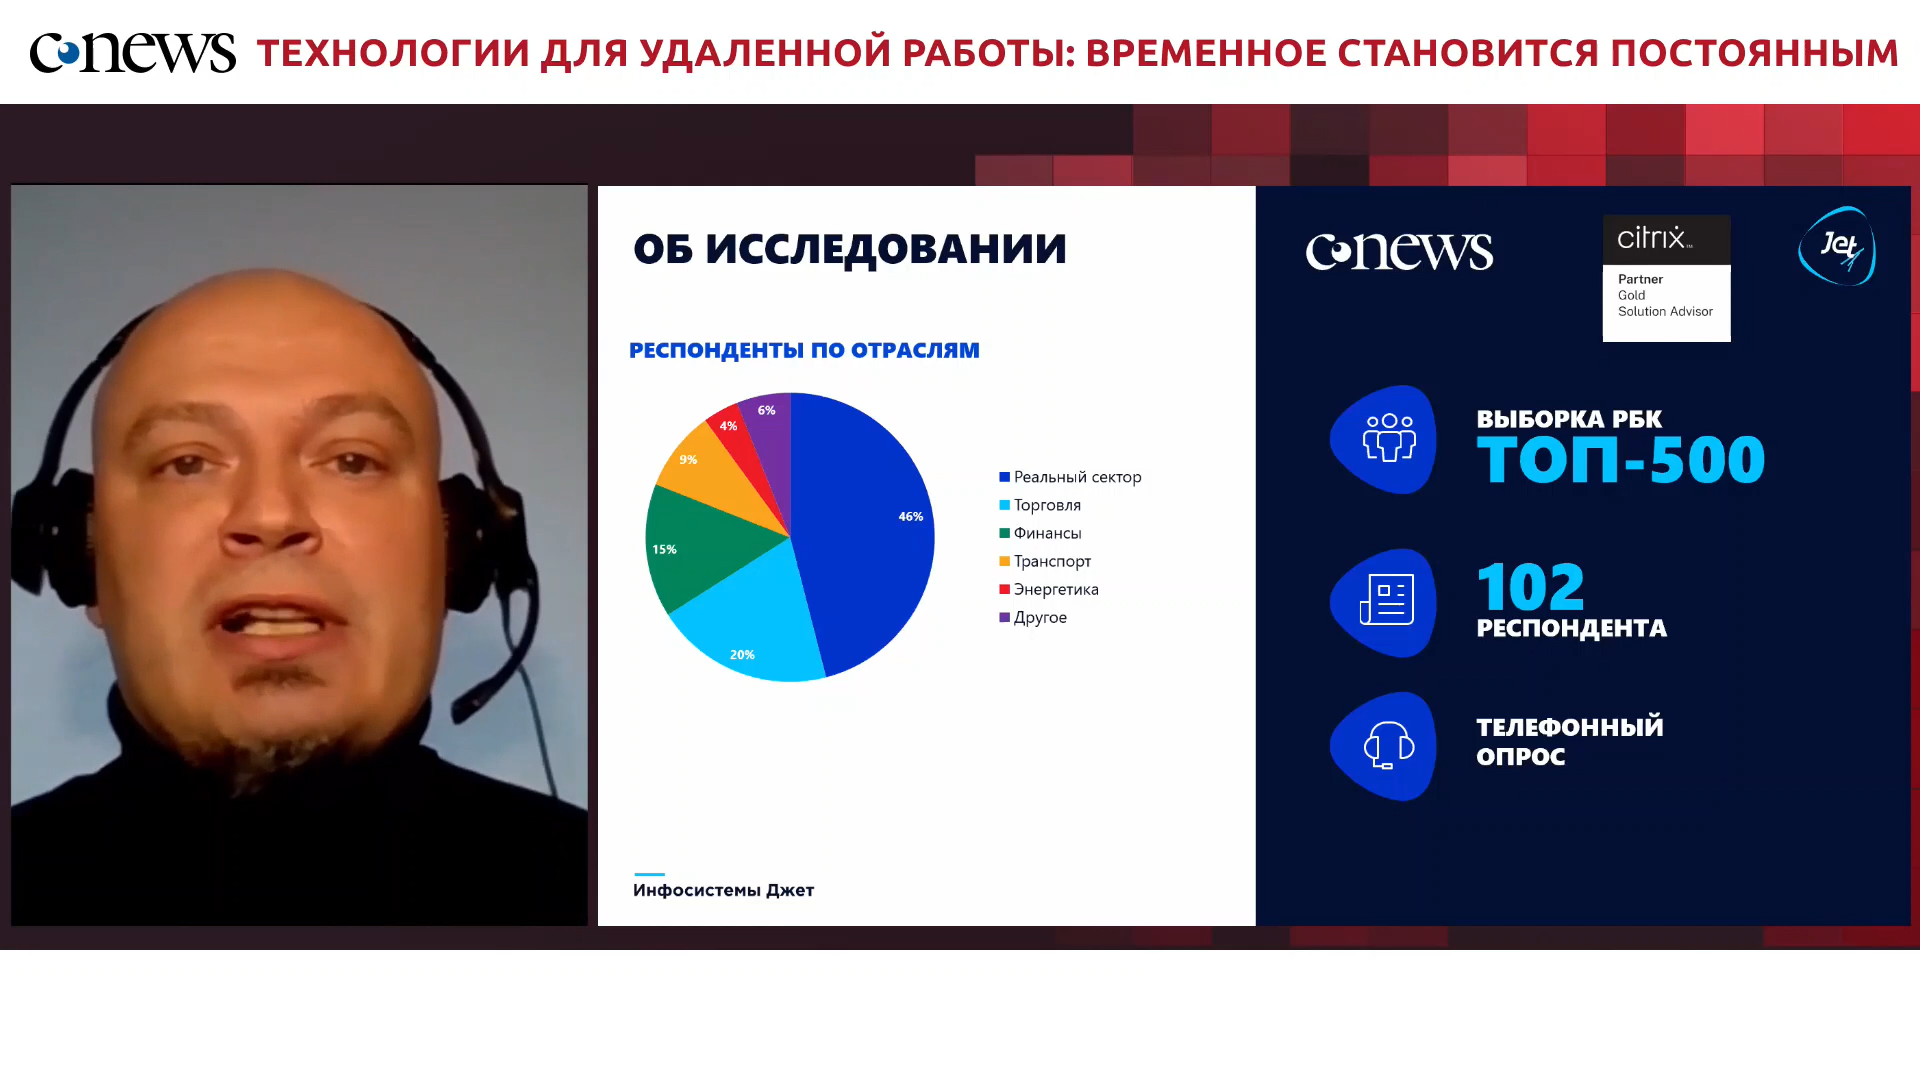 cnews ТЕХНОЛОГИИ ДЛЯ УДАЛЕННОЙ РАБОТЫ: ВРЕМЕННОЕ СТАНОВИТСЯ ПОСТОЯННЫМ
ОБ ИССЛЕДОВАНИИ
РЕСПОНДЕНТЫ ПО ОТРАСЛЯМ
6%
4%
9%
46%
15%
20%
Реальный сектор
Торговля
Финансы
Транспорт
Энергетика
Другое
Инфосистемы Джет
cnews
citrix™
Partner
Gold
Solution Advisor
Jet
ВЫБОРКА РБК
ТОП-500
102
РЕСПОНДЕНТА
ТЕЛЕФОННЫЙ
ОПРОС